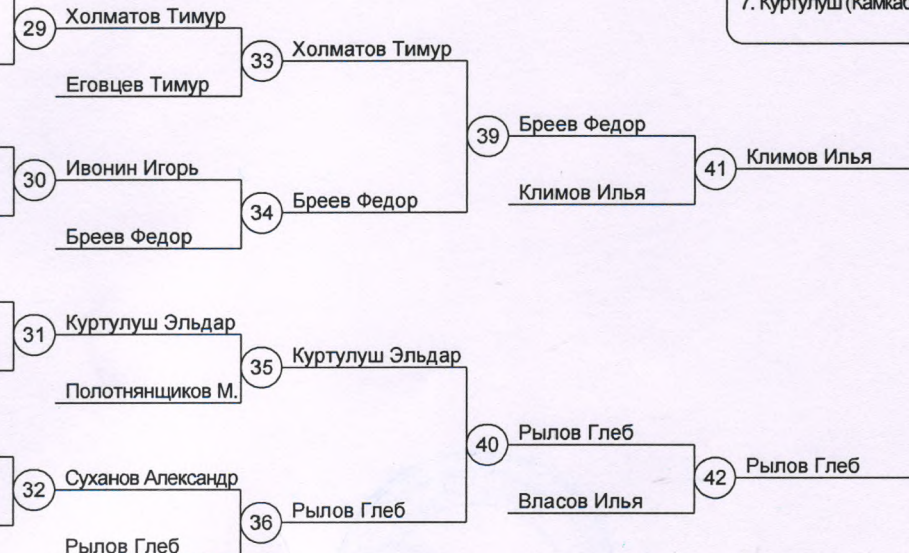 7. Куртулуш
29 Холматов Тимур
33 Холматов Тимур
Еговцев Тимур
39 Бреев Федор
41 Климов Илья
30 Ивонин Игорь
Климов Илья
34 Бреев Федор
Бреев Федор
31 Куртулуш Эльдар
35 Куртулуш Эльдар
Полотнянщиков М.
40 Рылов Глеб
42 Рылов Глеб
32 Суханов Александр
Власов Илья
36 Рылов Глеб
Рылов Глеб